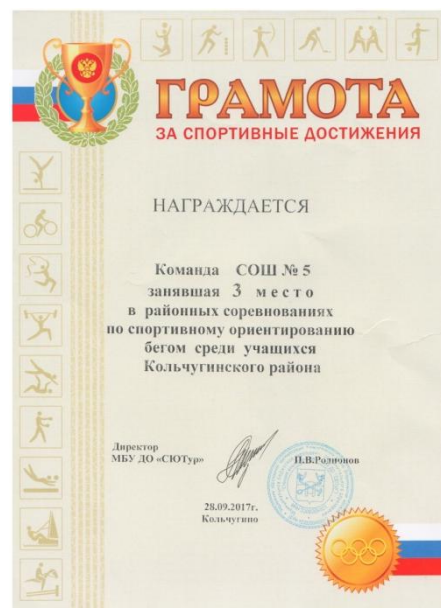 ГРАМОТА
ЗА СПОРТИВНЫЕ ДОСТИЖЕНИЯ
НАГРАЖДАЕТСЯ
Команда СОШ № 5
занявшая 3 место
в районных соревнованиях
по спортивному ориентированию
бегом среди учащихся
Кольчугинского района
Директор
МБУ ДО «СЮТур» П.В.Родионов
28.09.2017г.
Кольчугино